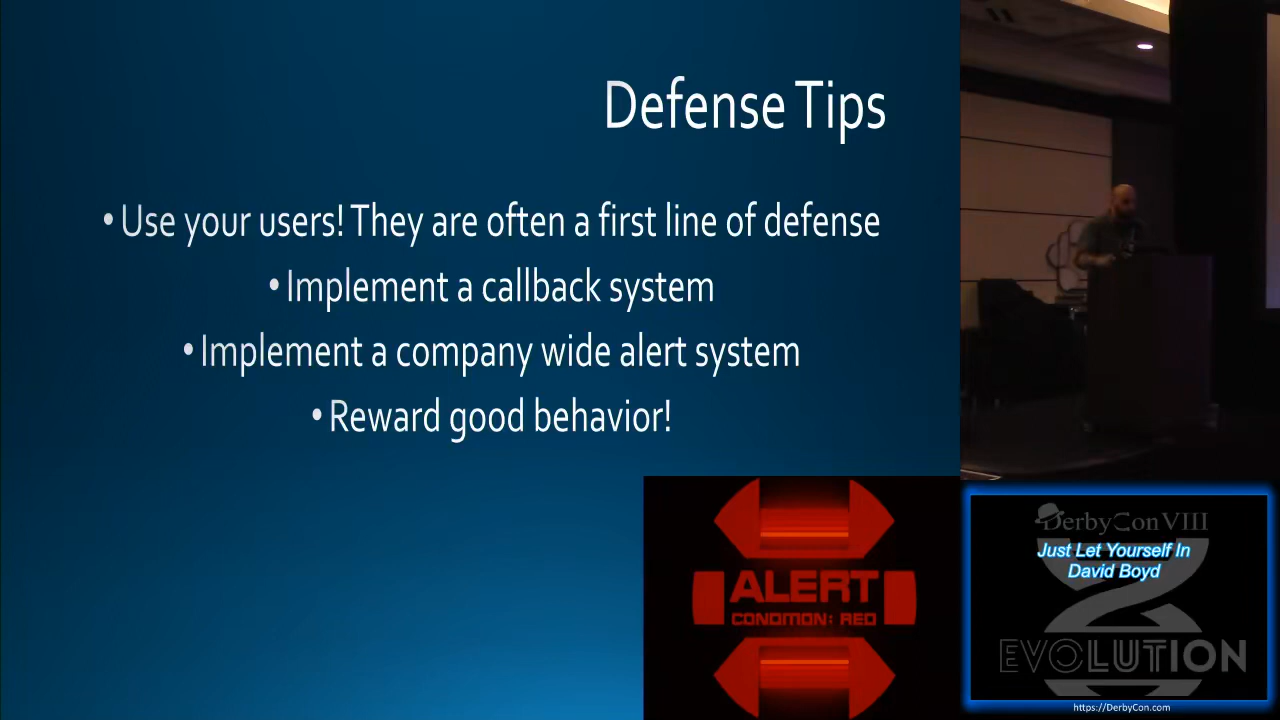 Defense Tips
• Use your users! They are often a first line of defense
• Implement a callback system
• Implement a company wide alert system
• Reward good behavior!
ALERT
CONDITION: RED
DerbyCon VIII
Just Let Yourself In
David Boyd
EVOLUTION
https://DerbyCon.com